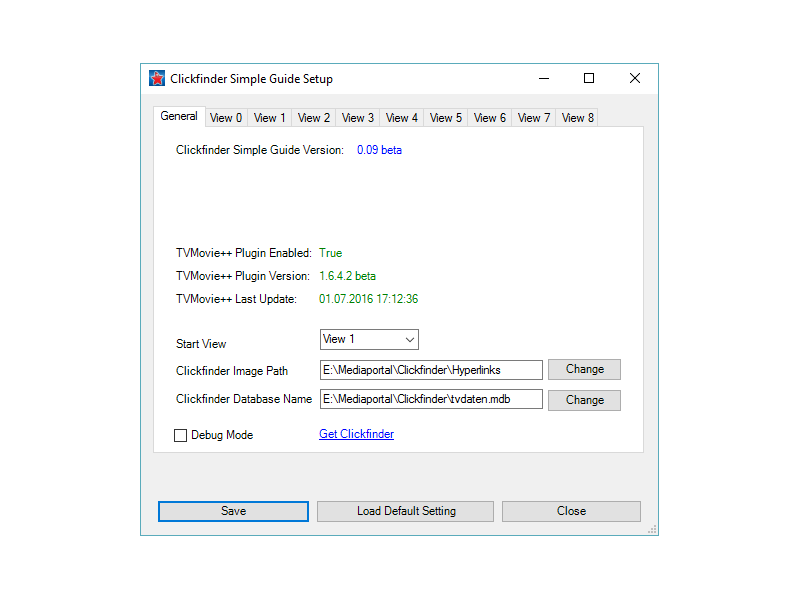 Clickfinder Simple Guide Setup
General View 0 View 1 View 2 View 3 View 4 View 5 View 6 View 7 View 8
Clickfinder Simple Guide Version: 0.09 beta
TVMovie++ Plugin Enabled: True
TVMovie++ Plugin Version: 1.6.4.2 beta
TVMovie++ Last Update: 01.07.2016 17:12:36
Start View View 1
Clickfinder Image Path E:\Mediaportal\Clickfinder\Hyperlinks Change
Clickfinder Database Name E:\Mediaportal\Clickfinder\tvdaten.mdb Change
Debug Mode Get Clickfinder
Save Load Default Setting Close